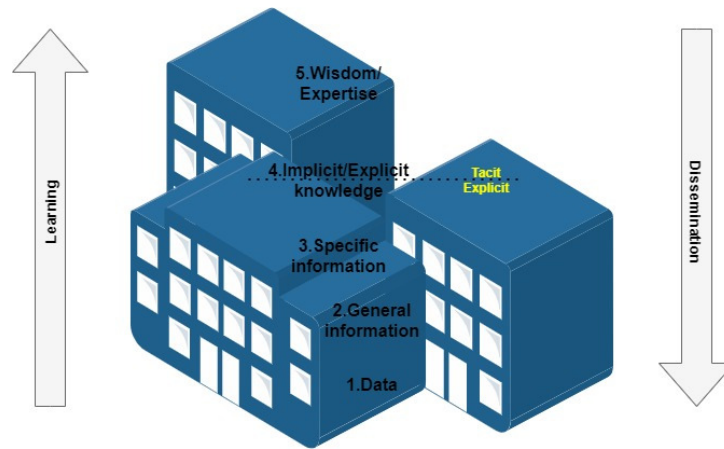 5.Wisdom/
Expertise
4.Implicit/Explicit
knowledge
Tacit
Explicit
3.Specific
information
2.General
information
1.Data
Learning
Dissemination